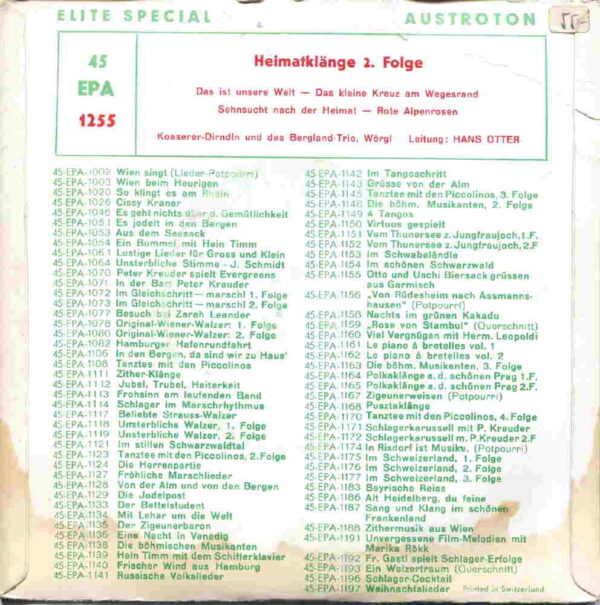 ELITE SPECIAL AUSTROTON
45
EPA
1255
Heimatklänge 2. Folge
Das ist unsere Welt — Das kleine Kreuz am Wegesrand
Sehnsucht nach der Heimat — Rote Alpenrosen
Koaserer-Dirndln und das Bergland-Trio, Wörgl Leitung: HANS OTTER
45-EPA-1002 Wien singt (Lieder-Potpourri)
45-EPA-1003 Wien beim Heurigen
45-EPA-1020 So klingt es am Rhein
45-EPA-1026 Cissy Kraner
45-EPA-1046 Es geht nichts über d. Gemütlichkeit
45-EPA-1051 Es jodelt in den Bergen
45-EPA-1053 Aus dem Seesack
45-EPA-1054 Ein Bummel mit Hein Timm
45-EPA-1061 Lustige Lieder für Gross und Klein
45-EPA-1064 Unsterbliche Stimme - J. Schmidt
45-EPA-1070 Peter Kreuder spielt Evergreens
45-EPA-1071 In der Bar: Peter Kreuder
45-EPA-1072 Im Gleichschritt — marsch! 1. Folge
45-EPA-1073 Im Gleichschritt — marsch! 2. Folge
45-EPA-1077 Besuch bei Zarah Leander
45-EPA-1078 Original-Wiener-Walzer: 1. Folge
45-EPA-1080 Original-Wiener-Walzer: 2. Folge
45-EPA-1082 Hamburger Hafenrundfahrt
45-EPA-1106 In den Bergen, da sind wir zu Haus'
45-EPA-1108 Tanztee mit den Piccolinos
45-EPA-1111 Zither-Klänge
45-EPA-1112 Jubel, Trubel, Heiterkeit
45-EPA-1113 Frohsinn am laufenden Band
45-EPA-1114 Schlager im Marschrhythmus
45-EPA-1117 Beliebte Strauss-Walzer
45-EPA-1118 Unsterbliche Walzer, 1. Folge
45-EPA-1119 Unsterbliche Walzer, 2. Folge
45-EPA-1121 Im stillen Schwarzwaldtal
45-EPA-1123 Tanztee mit den Piccolinos, 2.Folge
45-EPA-1124 Die Herrenpartie
45-EPA-1127 Fröhliche Marschlieder
45-EPA-1128 Von der Alm und von den Bergen
45-EPA-1129 Die Jodelpost
45-EPA-1133 Der Bettelstudent
45-EPA-1134 Mit Lehar um die Welt
45-EPA-1135 Der Zigeunerbaron
45-EPA-1136 Eine Nacht in Venedig
45-EPA-1138 Die böhmischen Musikanten
45-EPA-1139 Hein Timm mit dem Schifferklavier
45-EPA-1140 Frischer Wind aus Hamburg
45-EPA-1141 Russische Volkslieder
45-EPA-1142 Im Tangoschritt
45-EPA-1143 Grüsse von der Alm
45-EPA-1145 Tanztee mit den Piccolinos, 3. Folge
45-EPA-1148 Die böhm. Musikanten, 2. Folge
45-EPA-1149 4 Tangos
45-EPA-1150 Virtuos gespielt
45-EPA-1151 Vom Thunersee z. Jungfraujoch, 1.F.
45-EPA-1152 Vom Thunersee z. Jungfraujoch, 2.F
45-EPA-1153 Im Schwabeländle
45-EPA-1154 Im schönen Schwarzwald
45-EPA-1155 Otto und Uschi Biersack grüssen
aus Garmisch
45-EPA-1156 „Von Rüdesheim nach Assmanns-
hausen" (Potpourri)
45-EPA-1158 Nachts im grünen Kakadu
45-EPA-1159 „Rose von Stambul" (Querschnitt)
45-EPA-1160 Viel Vergnügen mit Herm. Leopoldi
45-EPA-1161 Le piano à bretelles vol. 1
45-EPA-1162 Le piano à bretelles vol. 2
45-EPA-1163 Die böhm. Musikanten, 3. Folge
45-EPA-1164 Polkaklänge a. d. schönen Prag 1.F.
45-EPA-1165 Polkaklänge a.d. schönen Prag 2.F.
45-EPA-1167 Zigeunerweisen (Potpourri)
45-EPA-1168 Pusztaklänge
45-EPA-1170 Tanztee mit den Piccolinos, 4. Folge
45-EPA-1171 Schlagerkarussell mit P. Kreuder
45-EPA-1172 Schlagerkarussell m. P.Kreuder 2.F
45-EPA-1174 In Rixdorf ist Musikv. (Potpourri)
45-EPA-1175 Im Schweizerland, 1. Folge
45-EPA-1176 Im Schweizerland, 2. Folge
45-EPA-1177 Im Schweizerland, 3. Folge
45-EPA-1183 Bayrische Reise
45-EPA-1186 Alt Heidelberg, du feine
45-EPA-1187 Sang und Klang im schönen
Frankenland
45-EPA-1188 Zithermusik aus Wien
45-EPA-1191 Unvergessene Film-Melodien mit
Marika Rökk
45-EPA-1192 Fr. Gastl spielt Schlager-Erfolge
45-EPA-1193 Ein Walzertraum (Querschnitt)
45-EPA-1196 Schlager-Cocktail
45-EPA-1197 Weihnachtslieder
Printed in Switzerland